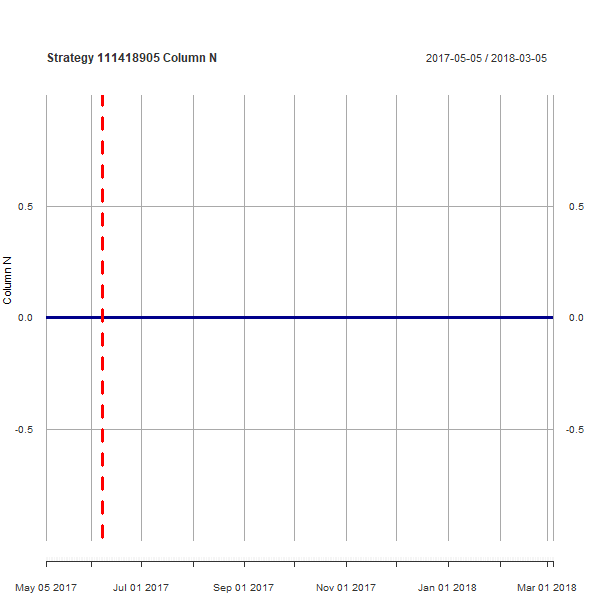 Strategy 111418905 Column N
2017-05-05 / 2018-03-05
0.5
0.5
Column N
0.0
0.0
-0.5
-0.5
May 05 2017
Jul 01 2017
Sep 01 2017
Nov 01 2017
Jan 01 2018
Mar 01 2018